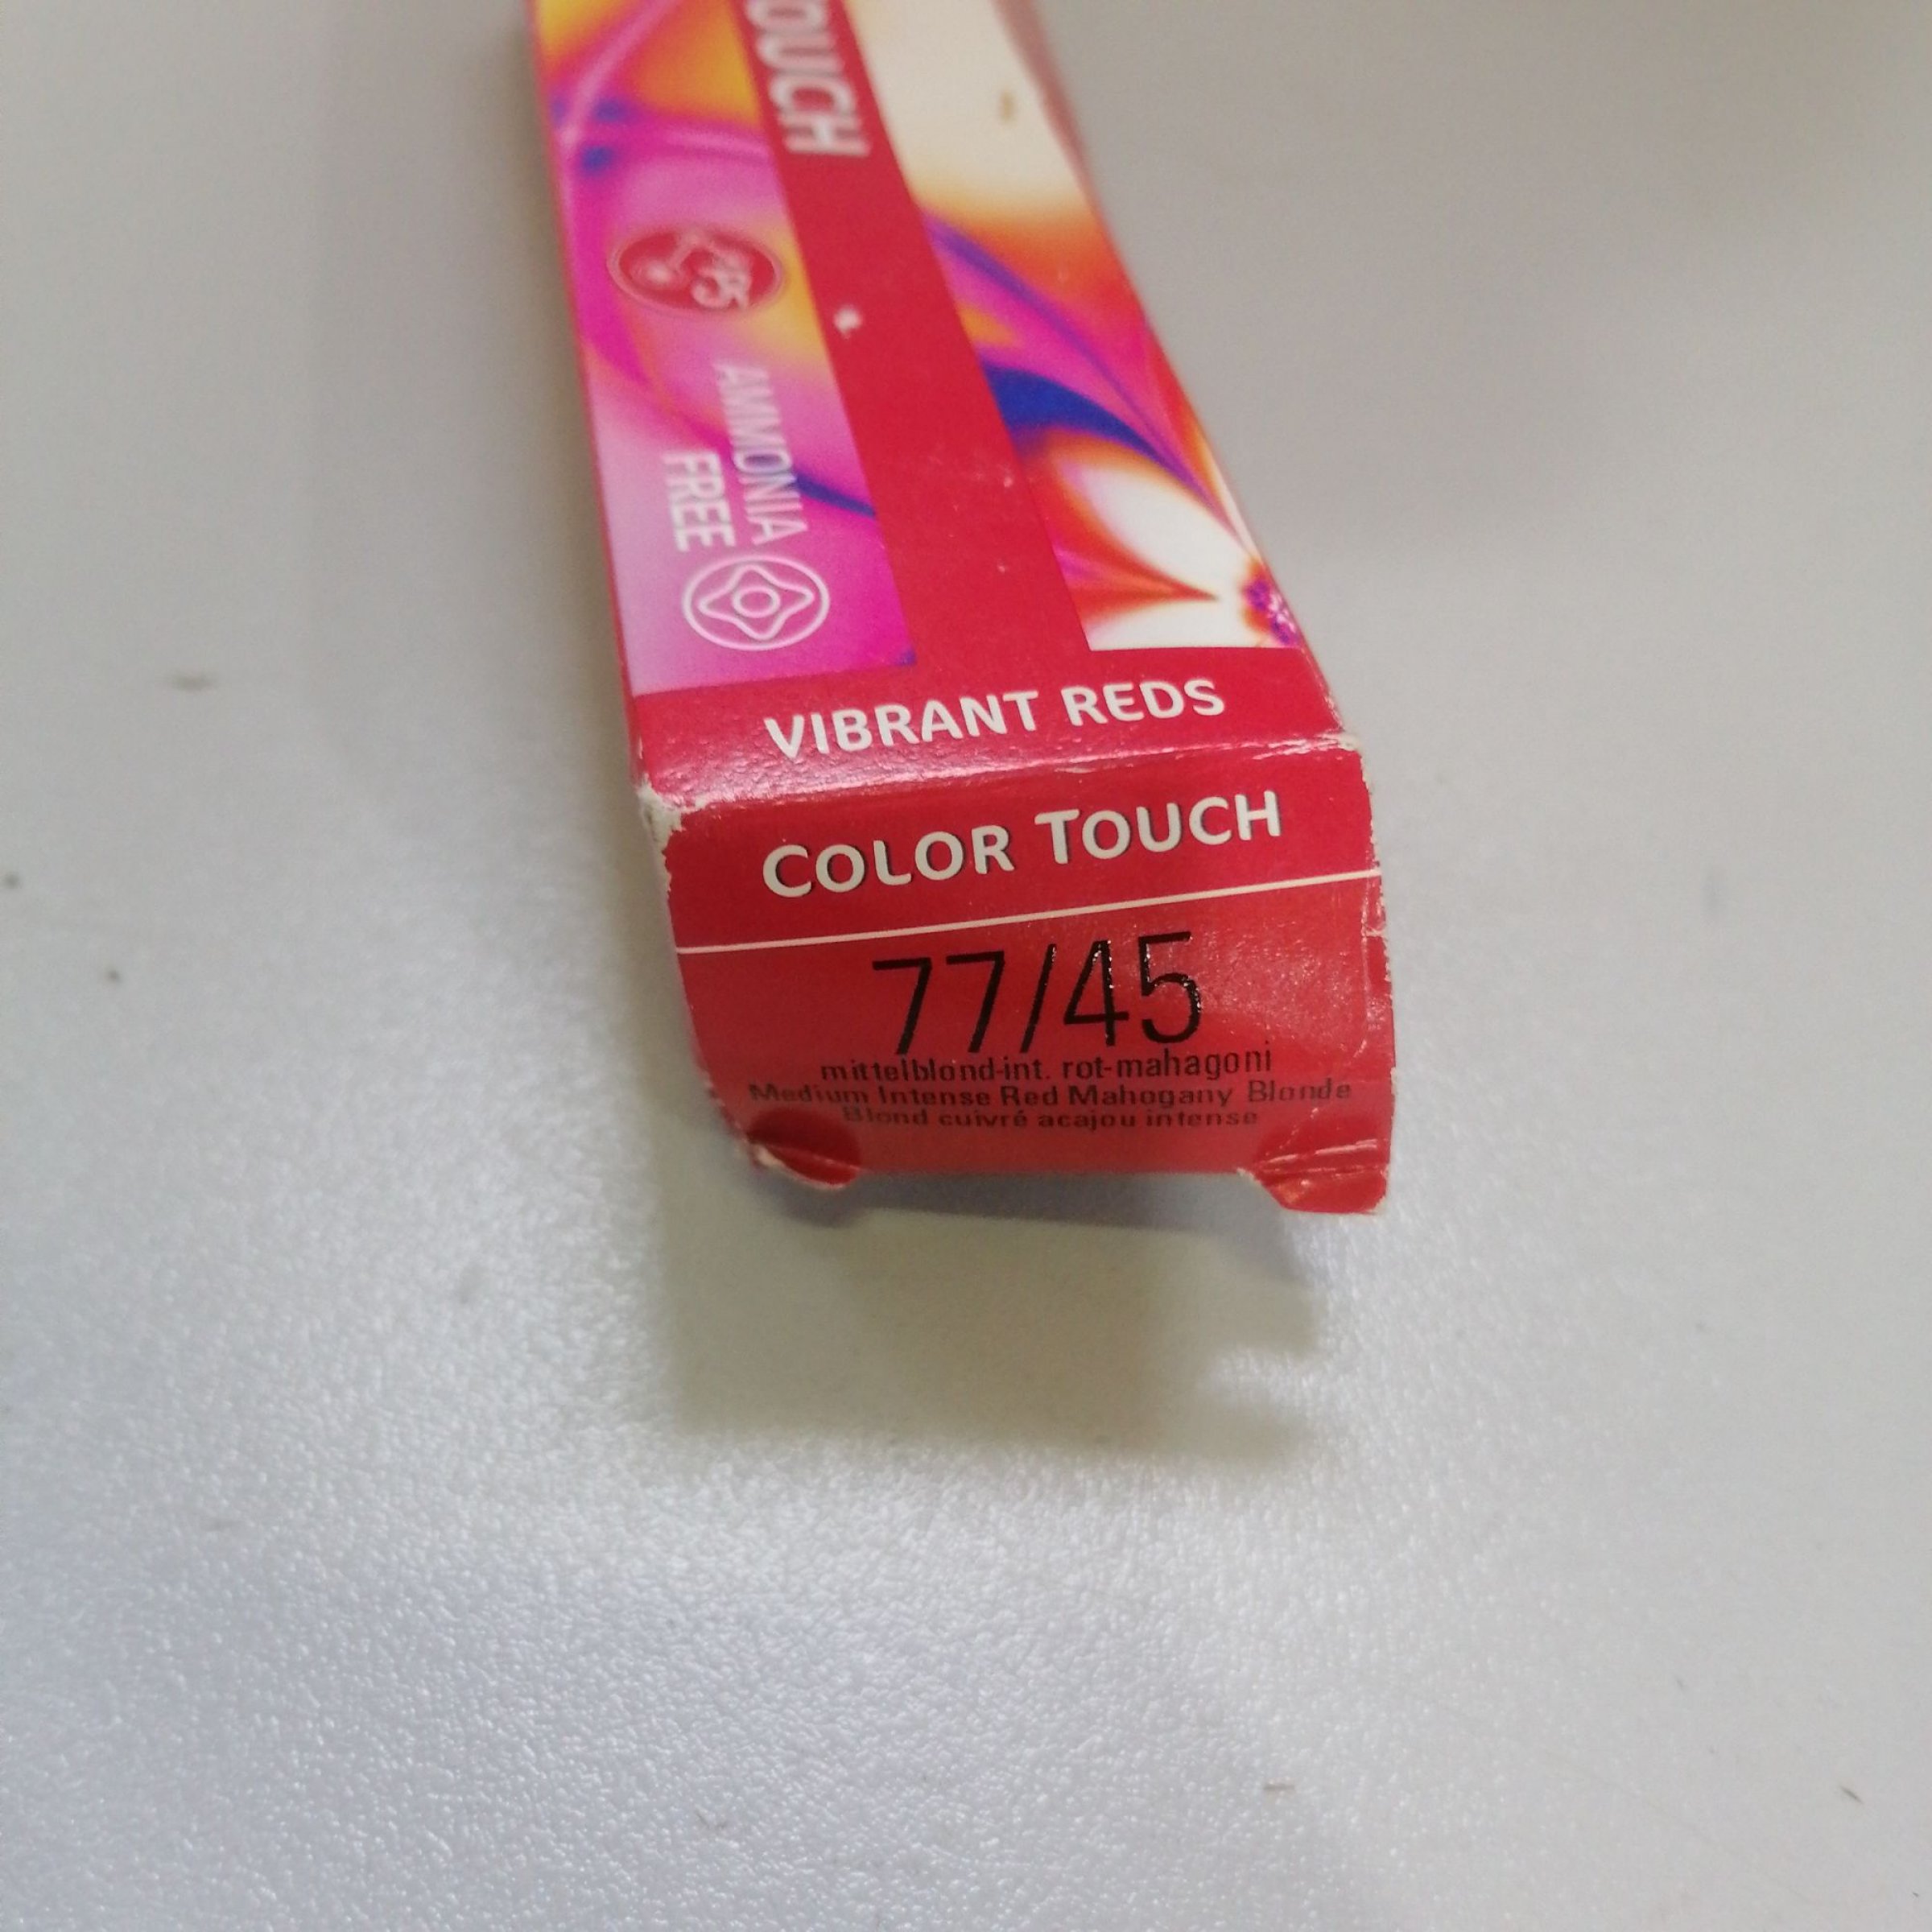 TOUCH
AMMONIA
FREE
VIBRANT REDS
COLOR TOUCH
77/45
mittelblond-int. rot-mahagoni
Medium Intense Red Mahogany Blonde
Blond cuivré acajou intense